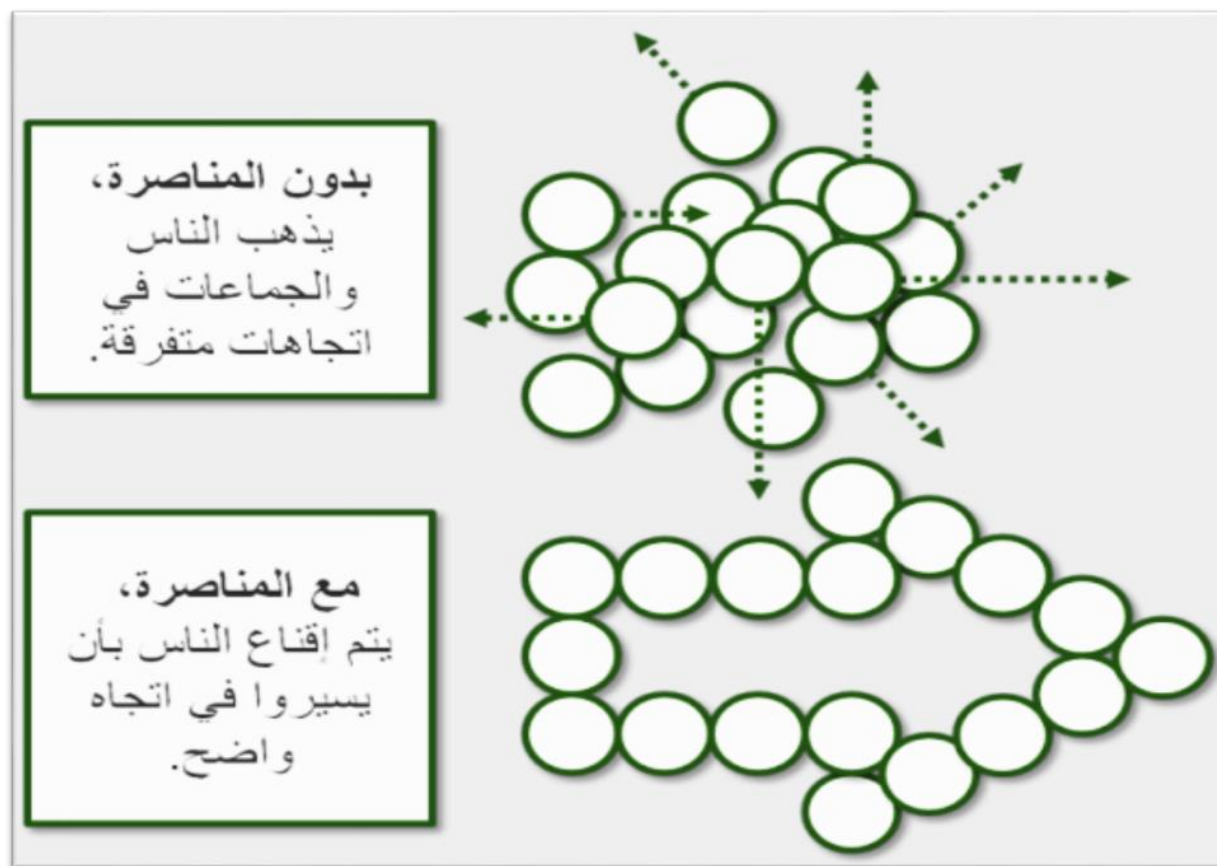 بدون المناصرة،
يذهب الناس
والجماعات في
اتجاهات متفرقة.
مع المناصرة،
يتم إقناع الناس بأن
يسيروا في اتجاه
واضح.